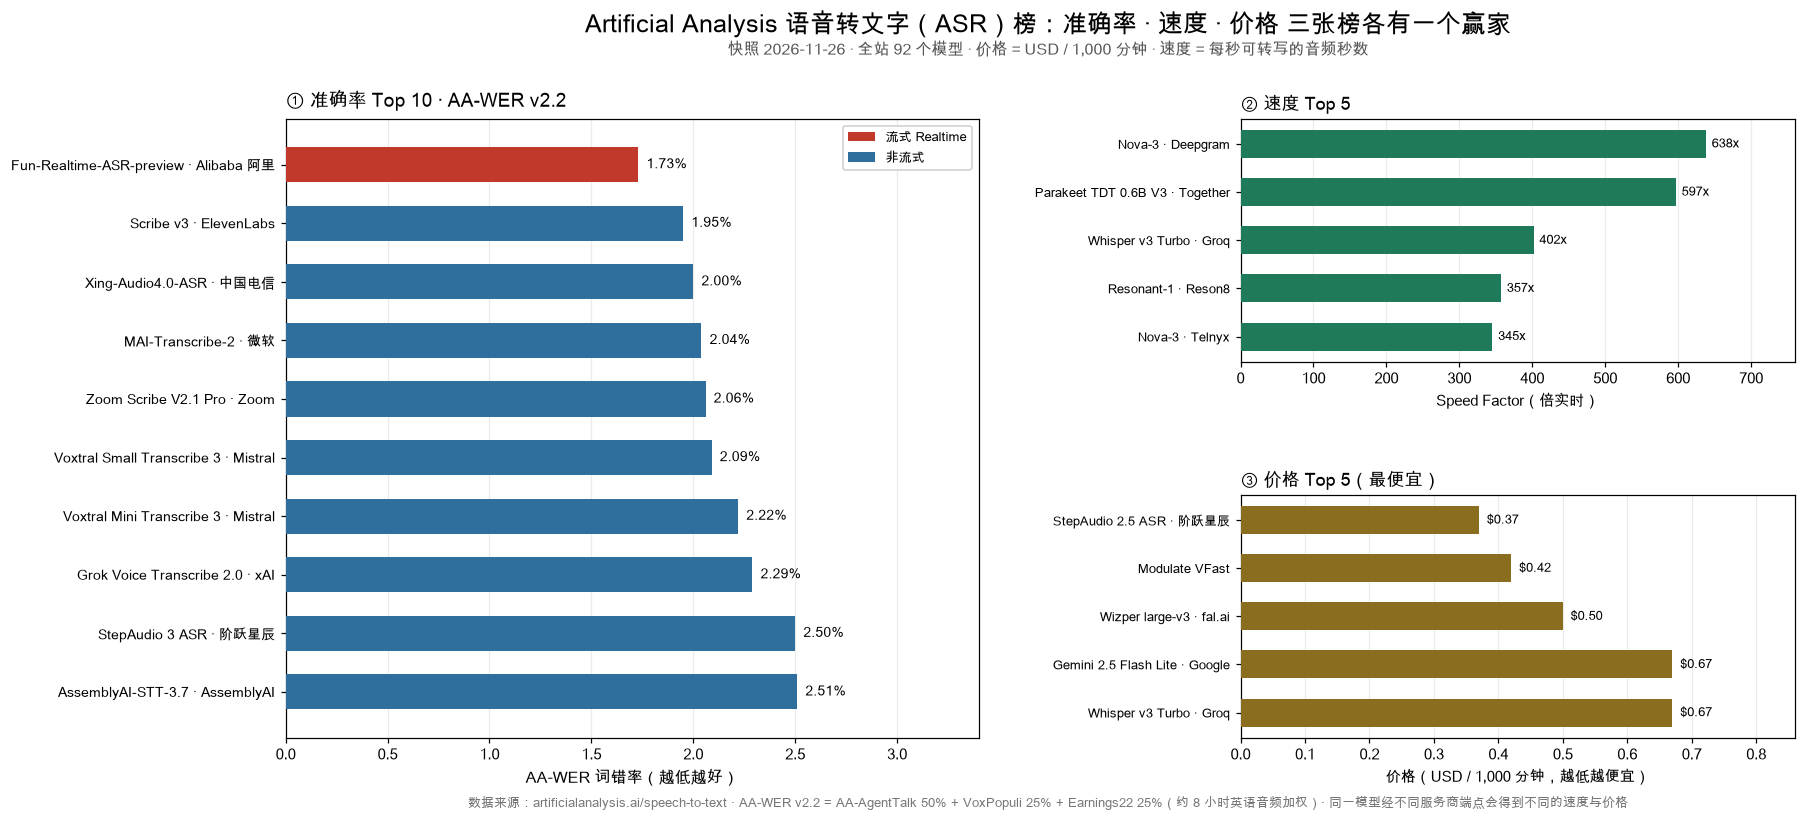 Artificial Analysis 语音转文字（ASR）榜：准确率 · 速度 · 价格 三张榜各有一个赢家
快照 2026-11-26 · 全站 92 个模型 · 价格 = USD / 1,000 分钟 · 速度 = 每秒可转写的音频秒数
① 准确率 Top 10 · AA-WER v2.2
流式 Realtime
非流式
Fun-Realtime-ASR-preview · Alibaba 阿里 1.73%
Scribe v3 · ElevenLabs 1.95%
Xing-Audio4.0-ASR · 中国电信 2.00%
MAI-Transcribe-2 · 微软 2.04%
Zoom Scribe V2.1 Pro · Zoom 2.06%
Voxtral Small Transcribe 3 · Mistral 2.09%
Voxtral Mini Transcribe 3 · Mistral 2.22%
Grok Voice Transcribe 2.0 · xAI 2.29%
StepAudio 3 ASR · 阶跃星辰 2.50%
AssemblyAI-STT-3.7 · AssemblyAI 2.51%
0.0 0.5 1.0 1.5 2.0 2.5 3.0
AA-WER 词错率（越低越好）
② 速度 Top 5
Nova-3 · Deepgram 638x
Parakeet TDT 0.6B V3 · Together 597x
Whisper v3 Turbo · Groq 402x
Resonant-1 · Reson8 357x
Nova-3 · Telnyx 345x
0 100 200 300 400 500 600 700
Speed Factor（倍实时）
③ 价格 Top 5（最便宜）
StepAudio 2.5 ASR · 阶跃星辰 $0.37
Modulate VFast $0.42
Wizper large-v3 · fal.ai $0.50
Gemini 2.5 Flash Lite · Google $0.67
Whisper v3 Turbo · Groq $0.67
0.0 0.1 0.2 0.3 0.4 0.5 0.6 0.7 0.8
价格（USD / 1,000 分钟，越低越便宜）
数据来源：artificialanalysis.ai/speech-to-text · AA-WER v2.2 = AA-AgentTalk 50% + VoxPopuli 25% + Earnings22 25%（约 8 小时英语音频加权）· 同一模型经不同服务商端点会得到不同的速度与价格